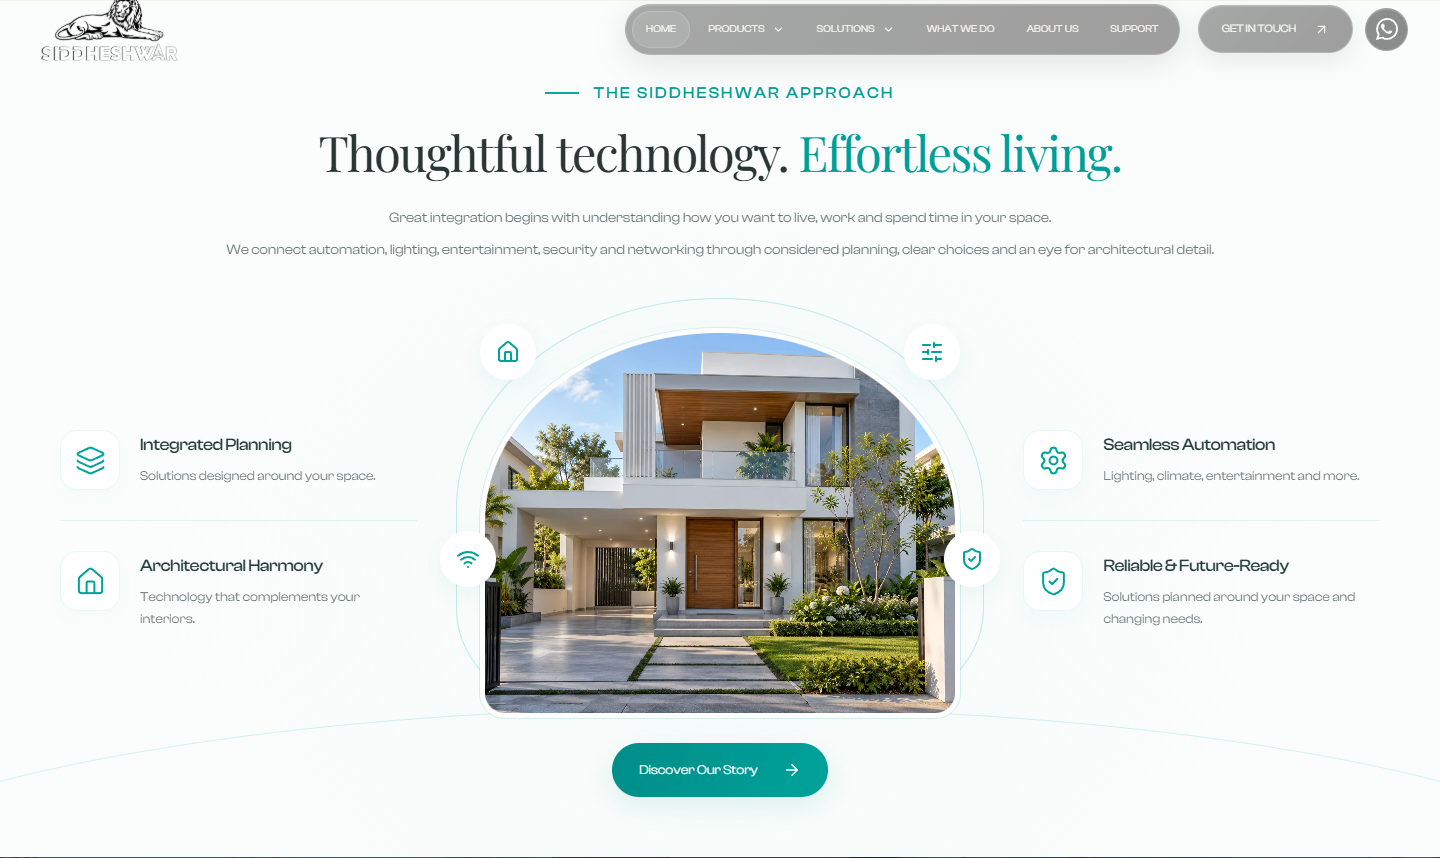 SIDDHESHWAR
HOME PRODUCTS SOLUTIONS WHAT WE DO ABOUT US SUPPORT GET IN TOUCH
THE SIDDHESHWAR APPROACH
Thoughtful technology. Effortless living.
Great integration begins with understanding how you want to live, work and spend time in your space.
We connect automation, lighting, entertainment, security and networking through considered planning, clear choices and an eye for architectural detail.
Integrated Planning
Solutions designed around your space.
Architectural Harmony
Technology that complements your
interiors.
Seamless Automation
Lighting, climate, entertainment and more.
Reliable & Future-Ready
Solutions planned around your space and
changing needs.
Discover Our Story